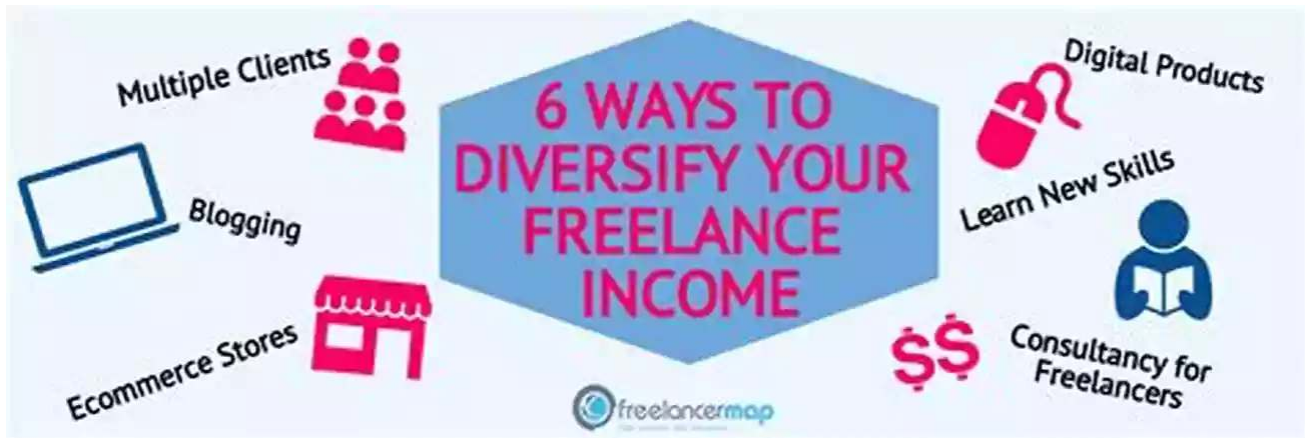 Multiple Clients
Blogging
Ecommerce Stores
6 WAYS TO
DIVERSIFY YOUR
FREELANCE
INCOME
freelancermap
Digital Products
Learn New Skills
$$
Consultancy for
Freelancers